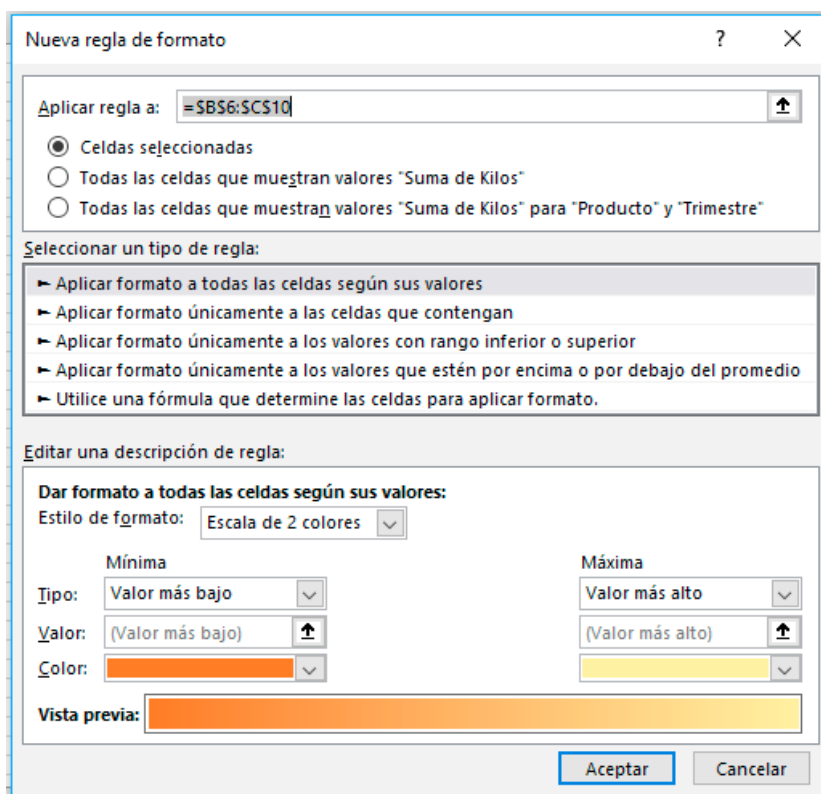 Nueva regla de formato ?
Aplicar regla a: =$B$6:$C$10
Celdas seleccionadas
Todas las celdas que muestran valores "Suma de Kilos"
Todas las celdas que muestran valores "Suma de Kilos" para "Producto" y "Trimestre"
Seleccionar un tipo de regla:
► Aplicar formato a todas las celdas según sus valores
► Aplicar formato únicamente a las celdas que contengan
► Aplicar formato únicamente a los valores con rango inferior o superior
► Aplicar formato únicamente a los valores que estén por encima o por debajo del promedio
► Utilice una fórmula que determine las celdas para aplicar formato.
Editar una descripción de regla:
Dar formato a todas las celdas según sus valores:
Estilo de formato: Escala de 2 colores
Mínima Máxima
Tipo: Valor más bajo Valor más alto
Valor: (Valor más bajo) (Valor más alto)
Color:
Vista previa:
Aceptar Cancelar